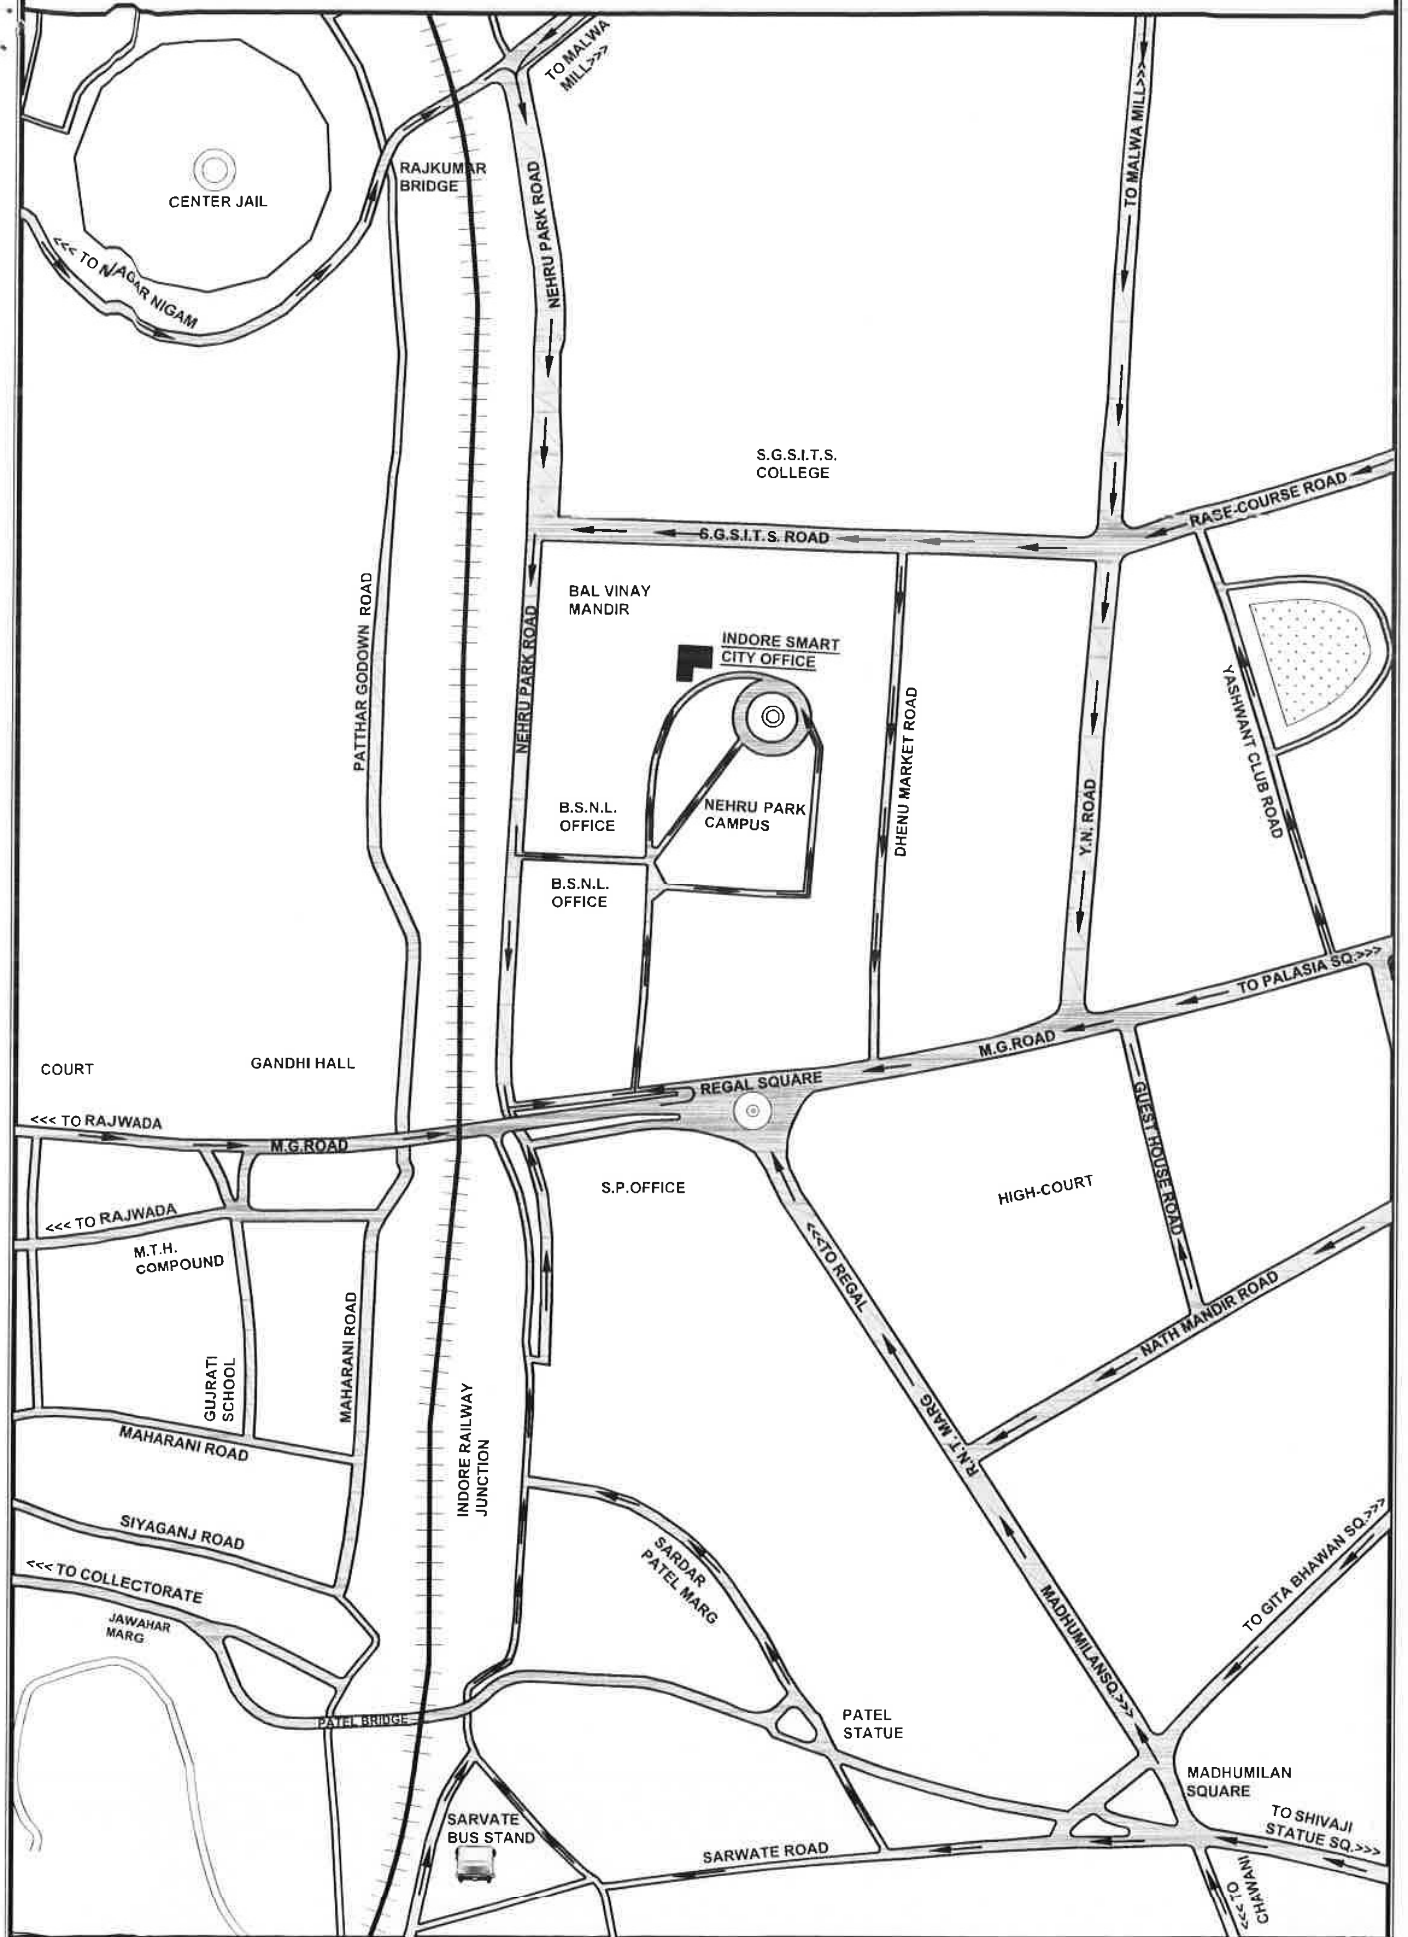 TO MALWA
MILL>>>
TO MALWA MILL>>>
RAJKUMAR
BRIDGE
CENTER JAIL
NEHRU PARK ROAD
<<< TO NAGAR NIGAM
S.G.S.I.T.S.
COLLEGE
RASE-COURSE ROAD
S.G.S.I.T.S. ROAD
BAL VINAY
MANDIR
PATTHAR GODOWN ROAD
NEHRU PARK ROAD
INDORE SMART
CITY OFFICE
DHENU MARKET ROAD
YASHWANT CLUB ROAD
Y.N. ROAD
B.S.N.L.
OFFICE
NEHRU PARK
CAMPUS
B.S.N.L.
OFFICE
TO PALASIA SQ.>>>
M.G.ROAD
COURT
GANDHI HALL
REGAL SQUARE
<<< TO RAJWADA
M.G.ROAD
GUEST HOUSE ROAD
S.P.OFFICE
HIGH-COURT
<<< TO RAJWADA
M.T.H.
COMPOUND
<<<TO REGAL
MAHARANI ROAD
NATH MANDIR ROAD
GUJRATI
SCHOOL
INDORE RAILWAY
JUNCTION
R.N.T. MARG
MAHARANI ROAD
SIYAGANJ ROAD
SARDAR
PATEL MARG
TO GITA BHAWAN SQ.>>>
<<< TO COLLECTORATE
JAWAHAR
MARG
MADHUMILANSQ.>>>
PATEL BRIDGE
PATEL
STATUE
MADHUMILAN
SQUARE
SARVATE
BUS STAND
TO SHIVAJI
STATUE SQ.>>>
SARWATE ROAD
<<< TO
CHAWANI